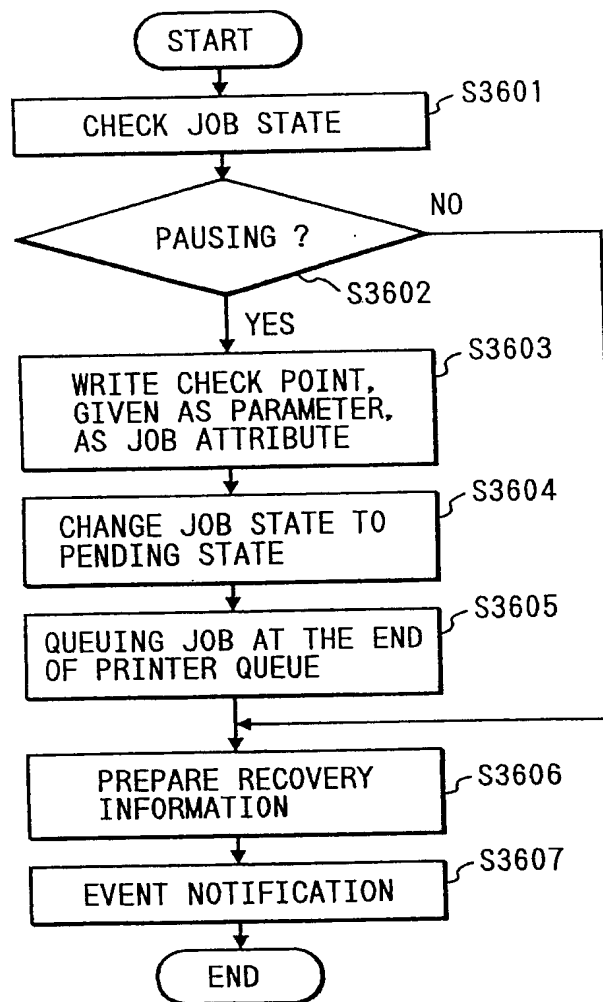 START
S3601
CHECK JOB STATE
NO
PAUSING ?
S3602
YES
S3603
WRITE CHECK POINT,
GIVEN AS PARAMETER,
AS JOB ATTRIBUTE
S3604
CHANGE JOB STATE TO
PENDING STATE
S3605
QUEUING JOB AT THE END
OF PRINTER QUEUE
S3606
PREPARE RECOVERY
INFORMATION
S3607
EVENT NOTIFICATION
END